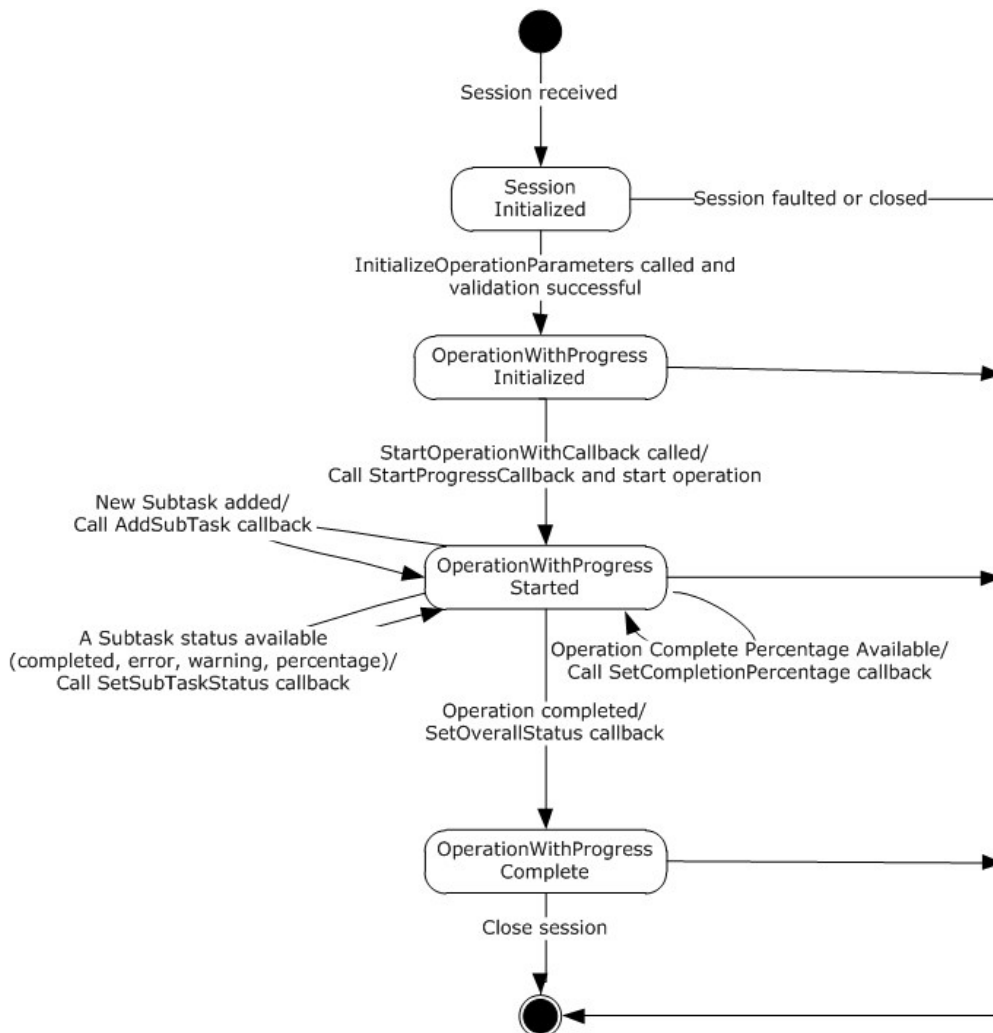 Session received
Session
Initialized
Session faulted or closed
InitializeOperationParameters called and
validation successful
OperationWithProgress
Initialized
StartOperationWithCallback called/
Call StartProgressCallback and start operation
New Subtask added/
Call AddSubTask callback
OperationWithProgress
Started
A Subtask status available
(completed, error, warning, percentage)/
Call SetSubTaskStatus callback
Operation Complete Percentage Available/
Call SetCompletionPercentage callback
Operation completed/
SetOverallStatus callback
OperationWithProgress
Complete
Close session